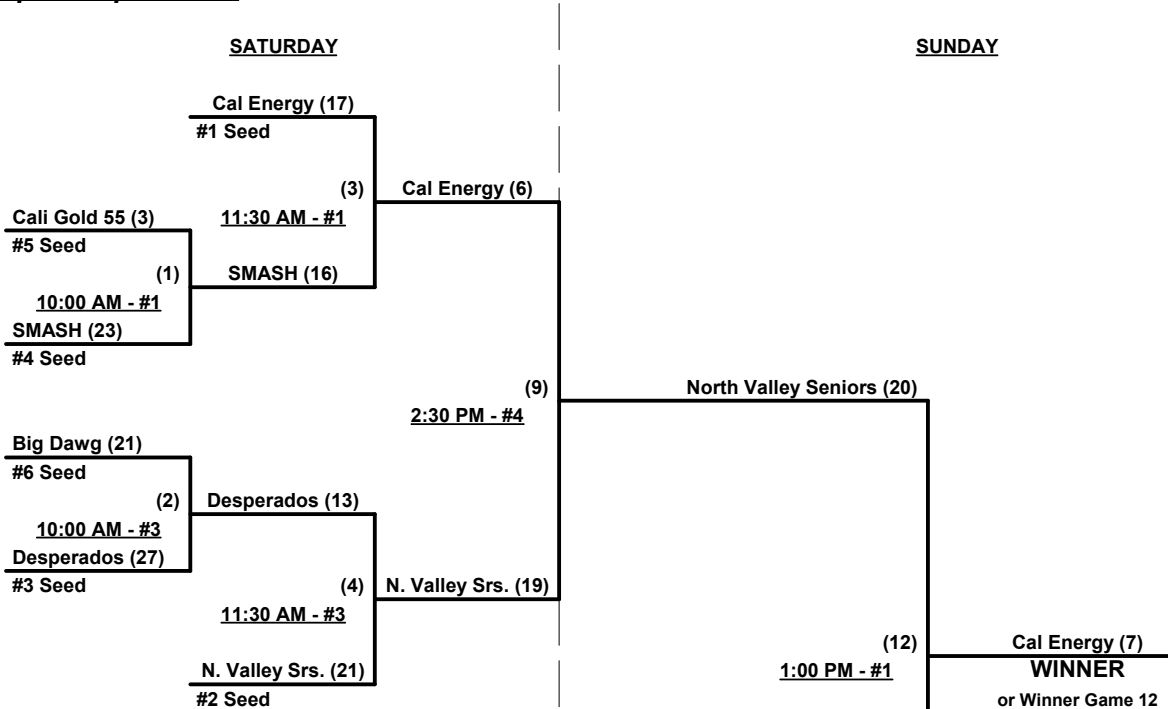 SATURDAY
SUNDAY
Cal Energy (17)
#1 Seed
(3)
Cal Energy (6)
11:30 AM - #1
Cali Gold 55 (3)
#5 Seed
(1)
SMASH (16)
10:00 AM - #1
SMASH (23)
#4 Seed
(9)
North Valley Seniors (20)
2:30 PM - #4
Big Dawg (21)
#6 Seed
(2)
Desperados (13)
10:00 AM - #3
Desperados (27)
#3 Seed
(4)
N. Valley Srs. (19)
11:30 AM - #3
(12)
Cal Energy (7)
N. Valley Srs. (21)
1:00 PM - #1
WINNER
#2 Seed
or Winner Game 12